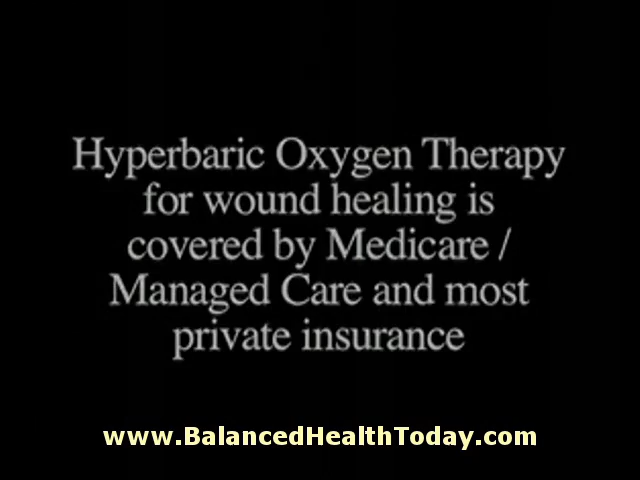 Hyperbaric Oxygen Therapy
for wound healing is
covered by Medicare /
Managed Care and most
private insurance
www.BalancedHealthToday.com